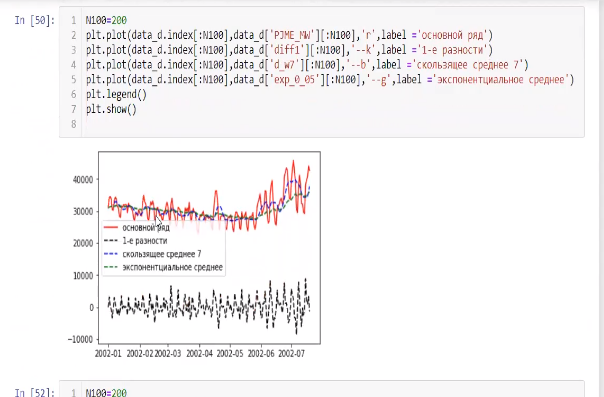 In [50]:
1 N100=200
2 plt.plot(data_d.index[:N100],data_d['PJME_MW'][:N100],'r',label ='основной ряд')
3 plt.plot(data_d.index[:N100],data_d['diff1'][:N100],'--k',label ='1-е разности')
4 plt.plot(data_d.index[:N100],data_d['d_w7'][:N100],'--b',label ='скользящее среднее 7')
5 plt.plot(data_d.index[:N100],data_d['exp_0_05'][:N100],'--g',label ='экспонентциальное среднее')
6 plt.legend()
7 plt.show()
8
40000
30000
20000
10000
0
−10000
основной ряд
1-е разности
скользящее среднее 7
экспонентциальное среднее
2002-01 2002-02 2002-03 2002-04 2002-05 2002-06 2002-07
In [52]:
1 N100=200